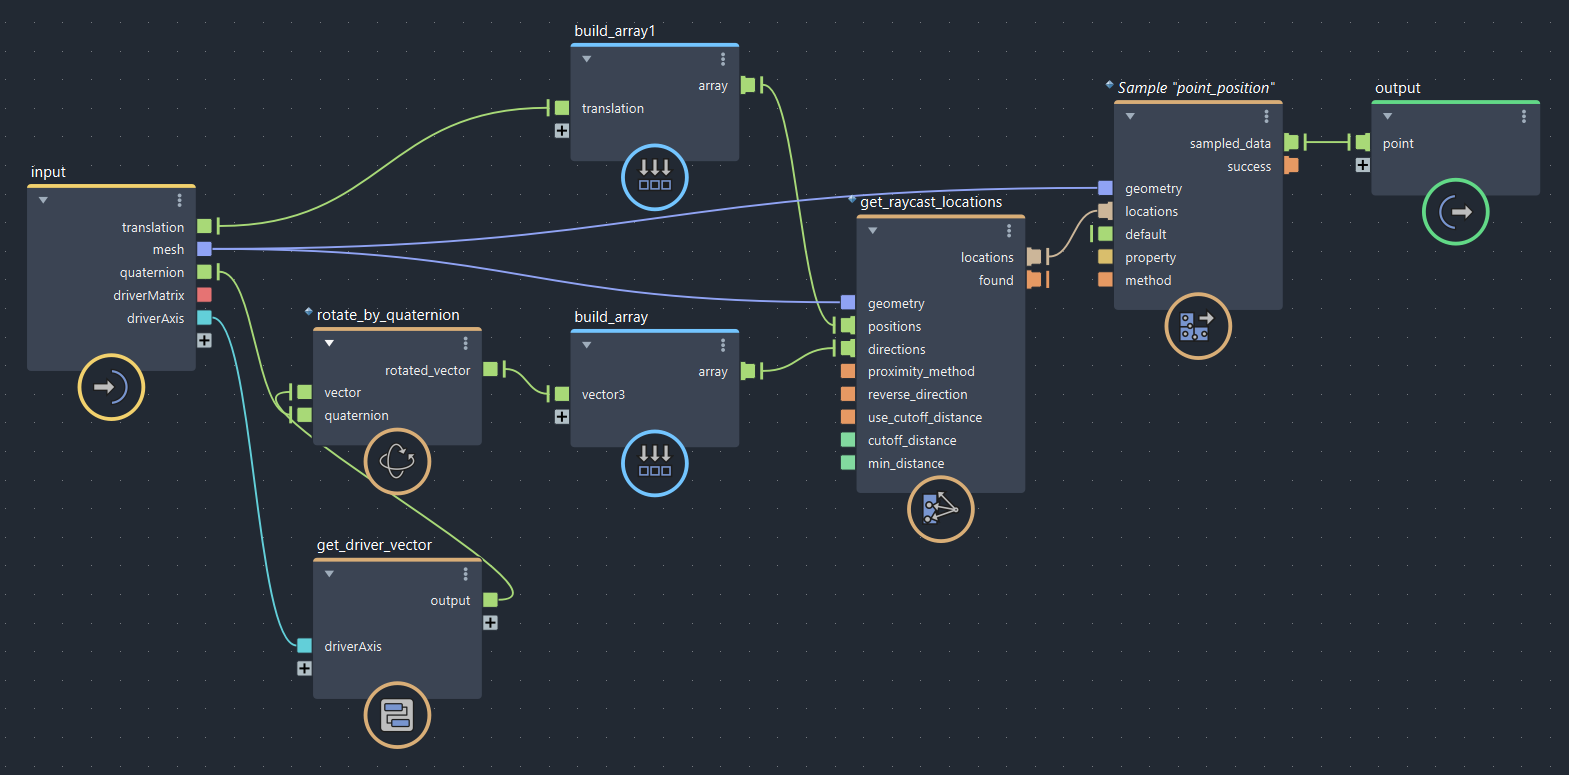 input
translation
mesh
quaternion
driverMatrix
driverAxis
build_array1
array
translation
rotate_by_quaternion
rotated_vector
vector
quaternion
build_array
array
vector3
get_driver_vector
output
driverAxis
get_raycast_locations
locations
found
geometry
positions
directions
proximity_method
reverse_direction
use_cutoff_distance
cutoff_distance
min_distance
Sample "point_position"
sampled_data
success
geometry
locations
default
property
method
output
point